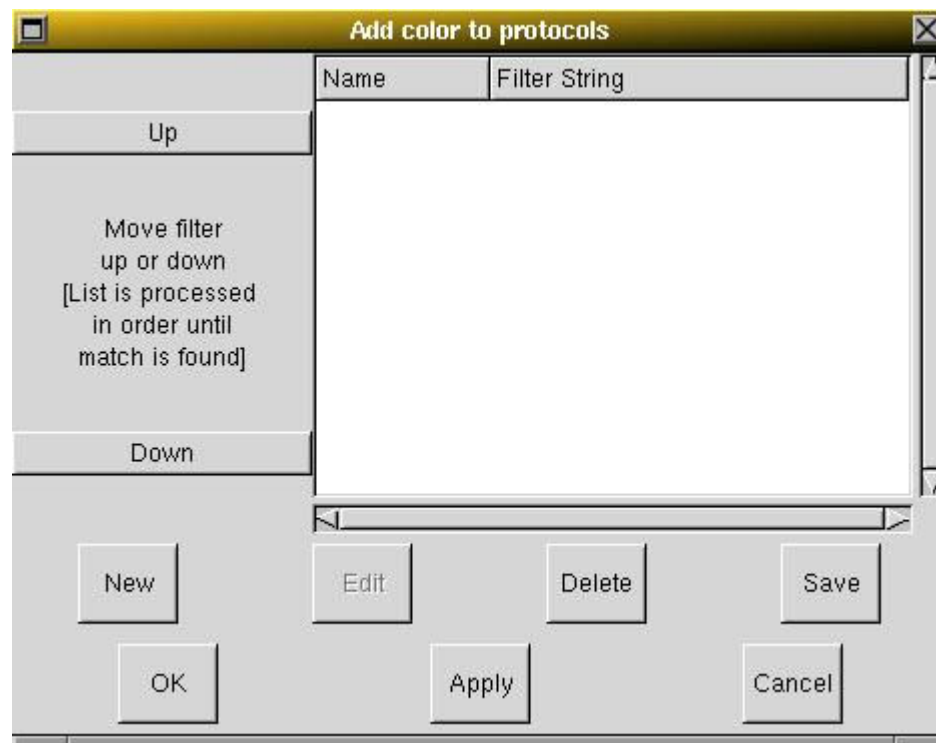 Add color to protocols
Name Filter String
Up
Move filter
up or down
[List is processed
in order until
match is found]
Down
New Edit Delete Save
OK Apply Cancel